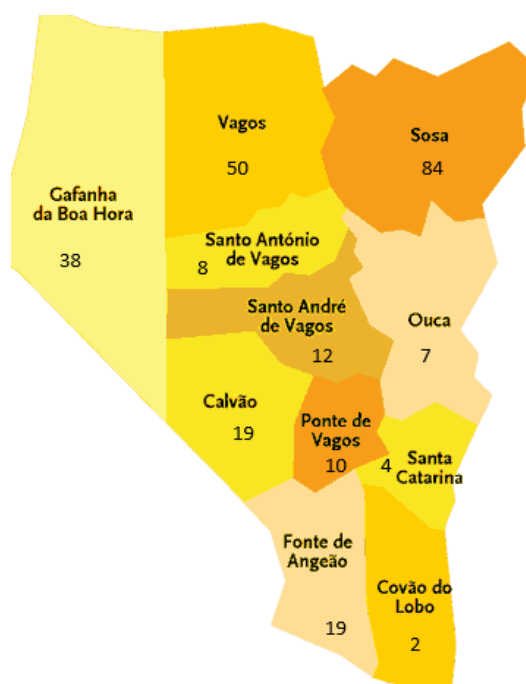 Vagos
50
Sosa
84
Gafanha
da Boa Hora
38
Santo António
de Vagos
8
Santo André
de Vagos
12
Ouca
7
Calvão
19
Ponte de
Vagos
10
Santa
Catarina
4
Fonte de
Angeão
19
Covão do
Lobo
2